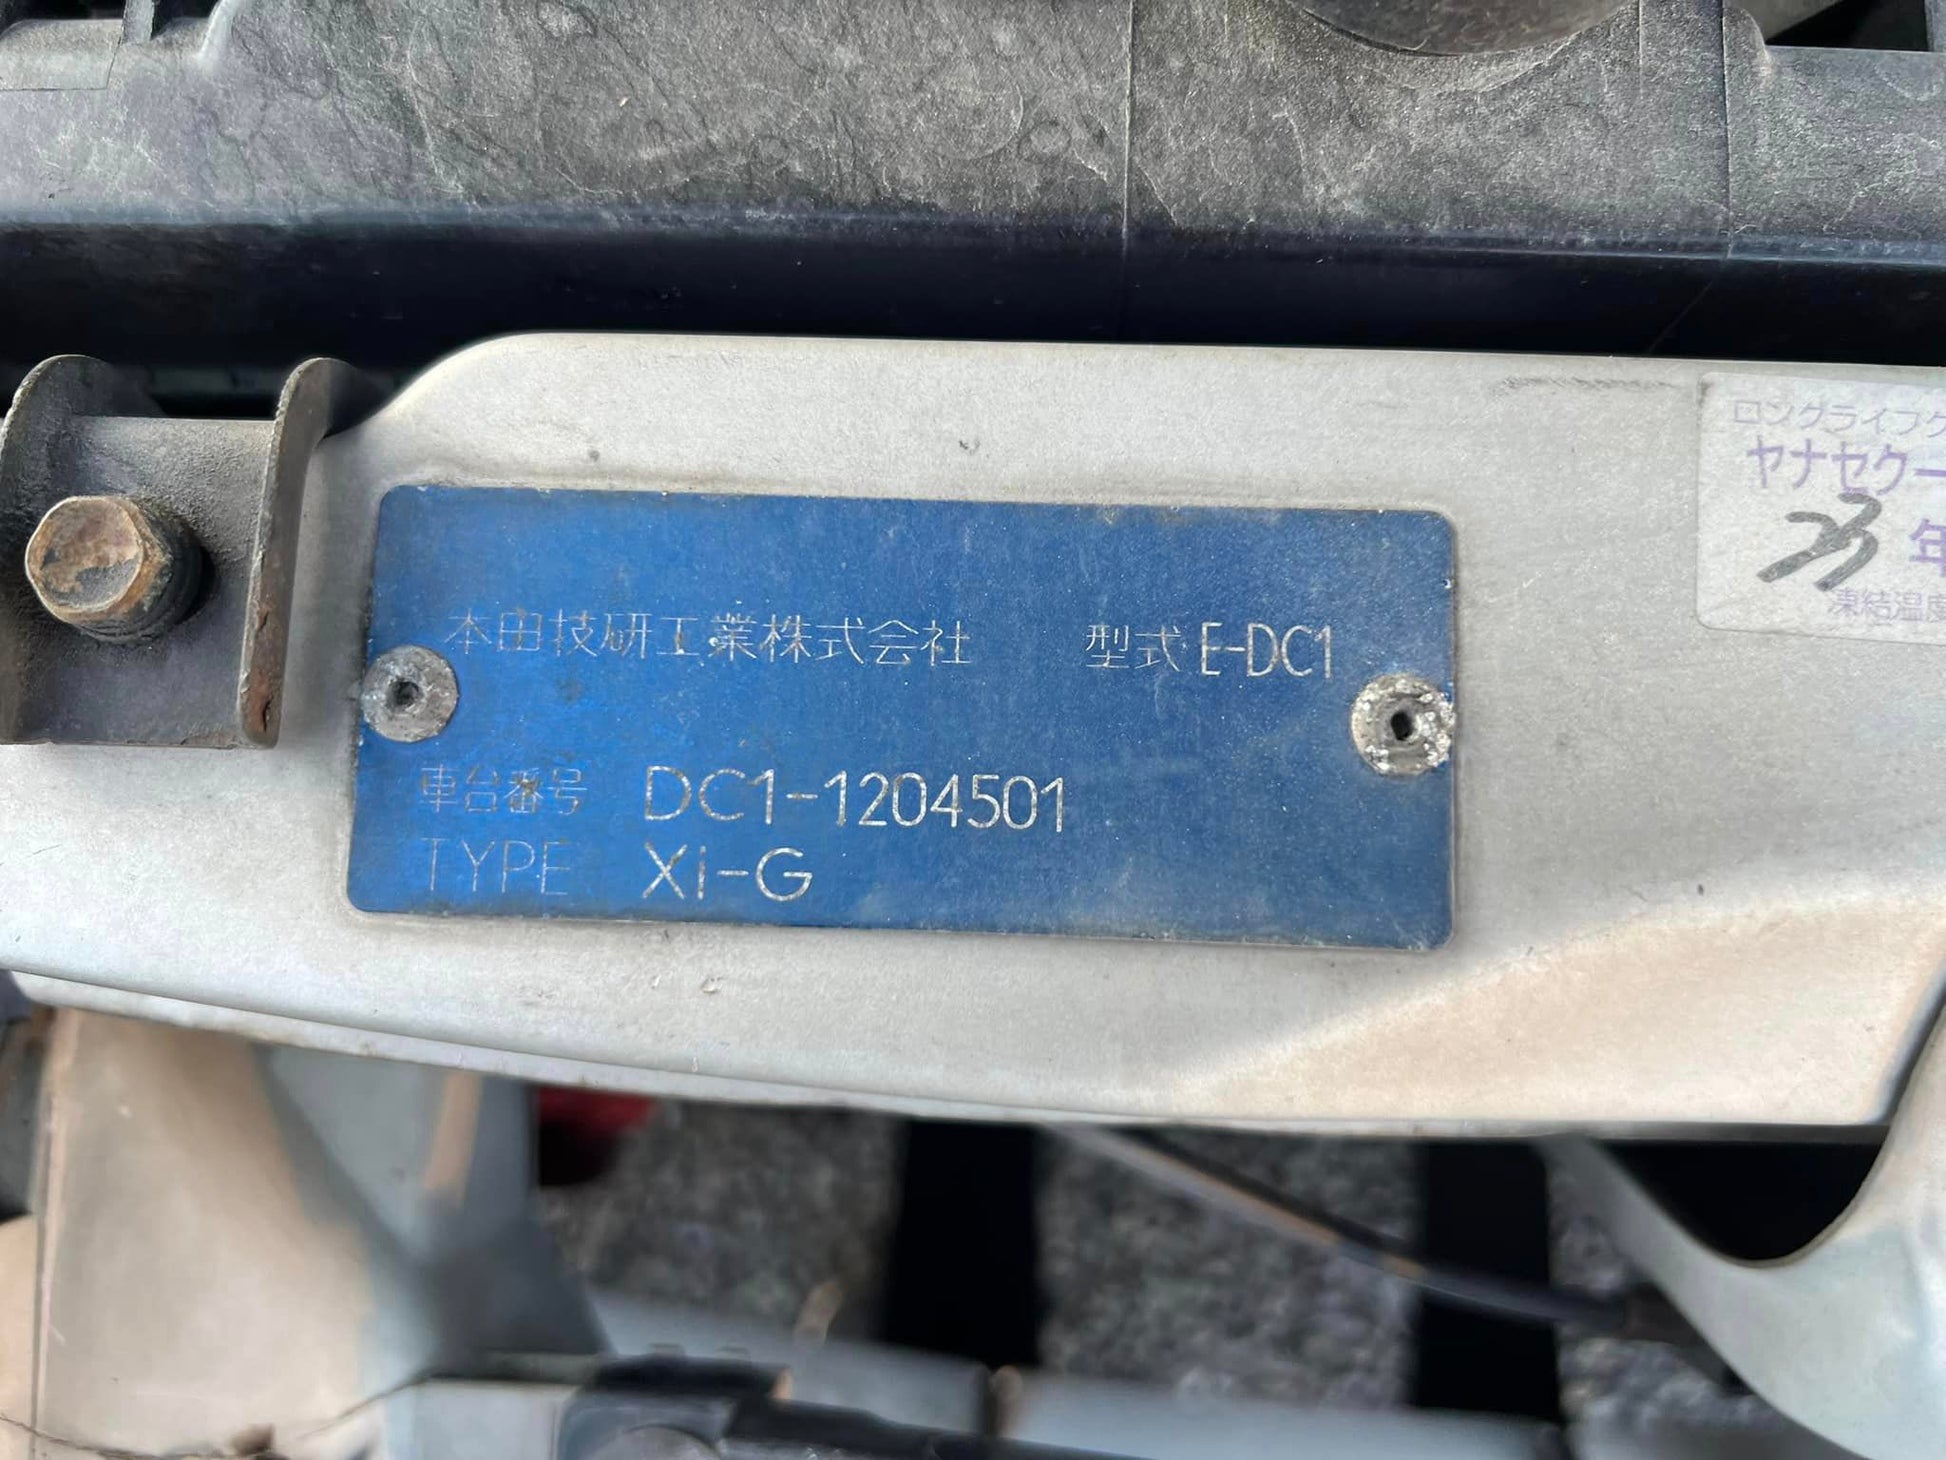 本田技研工業株式会社 型式 E-DC1
車台番号 DC1-1204501
TYPE Xi-G
ロングライフク
ヤナセクー
23 年
凍結温度